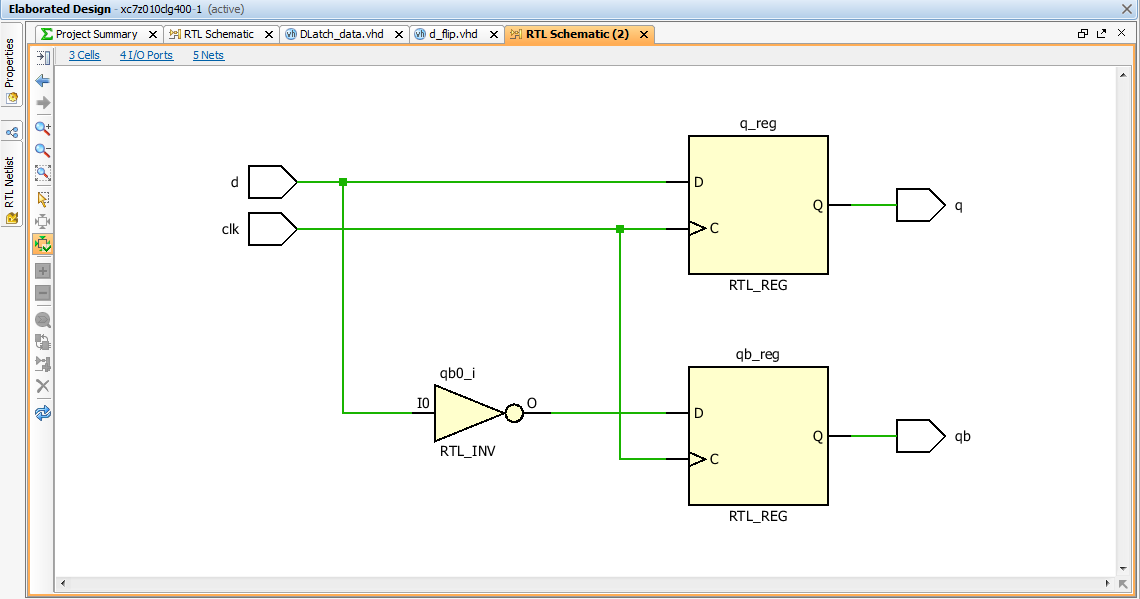 Elaborated Design - xc7z010clg400-1 (active)
Project Summary
RTL Schematic
DLatch_data.vhd
d_flip.vhd
RTL Schematic (2)
Properties
RTL Netlist
3 Cells 4 I/O Ports 5 Nets
q_reg
d
D
Q
q
clk
C
RTL_REG
qb_reg
qb0_i
I0
O
D
RTL_INV
Q
qb
C
RTL_REG